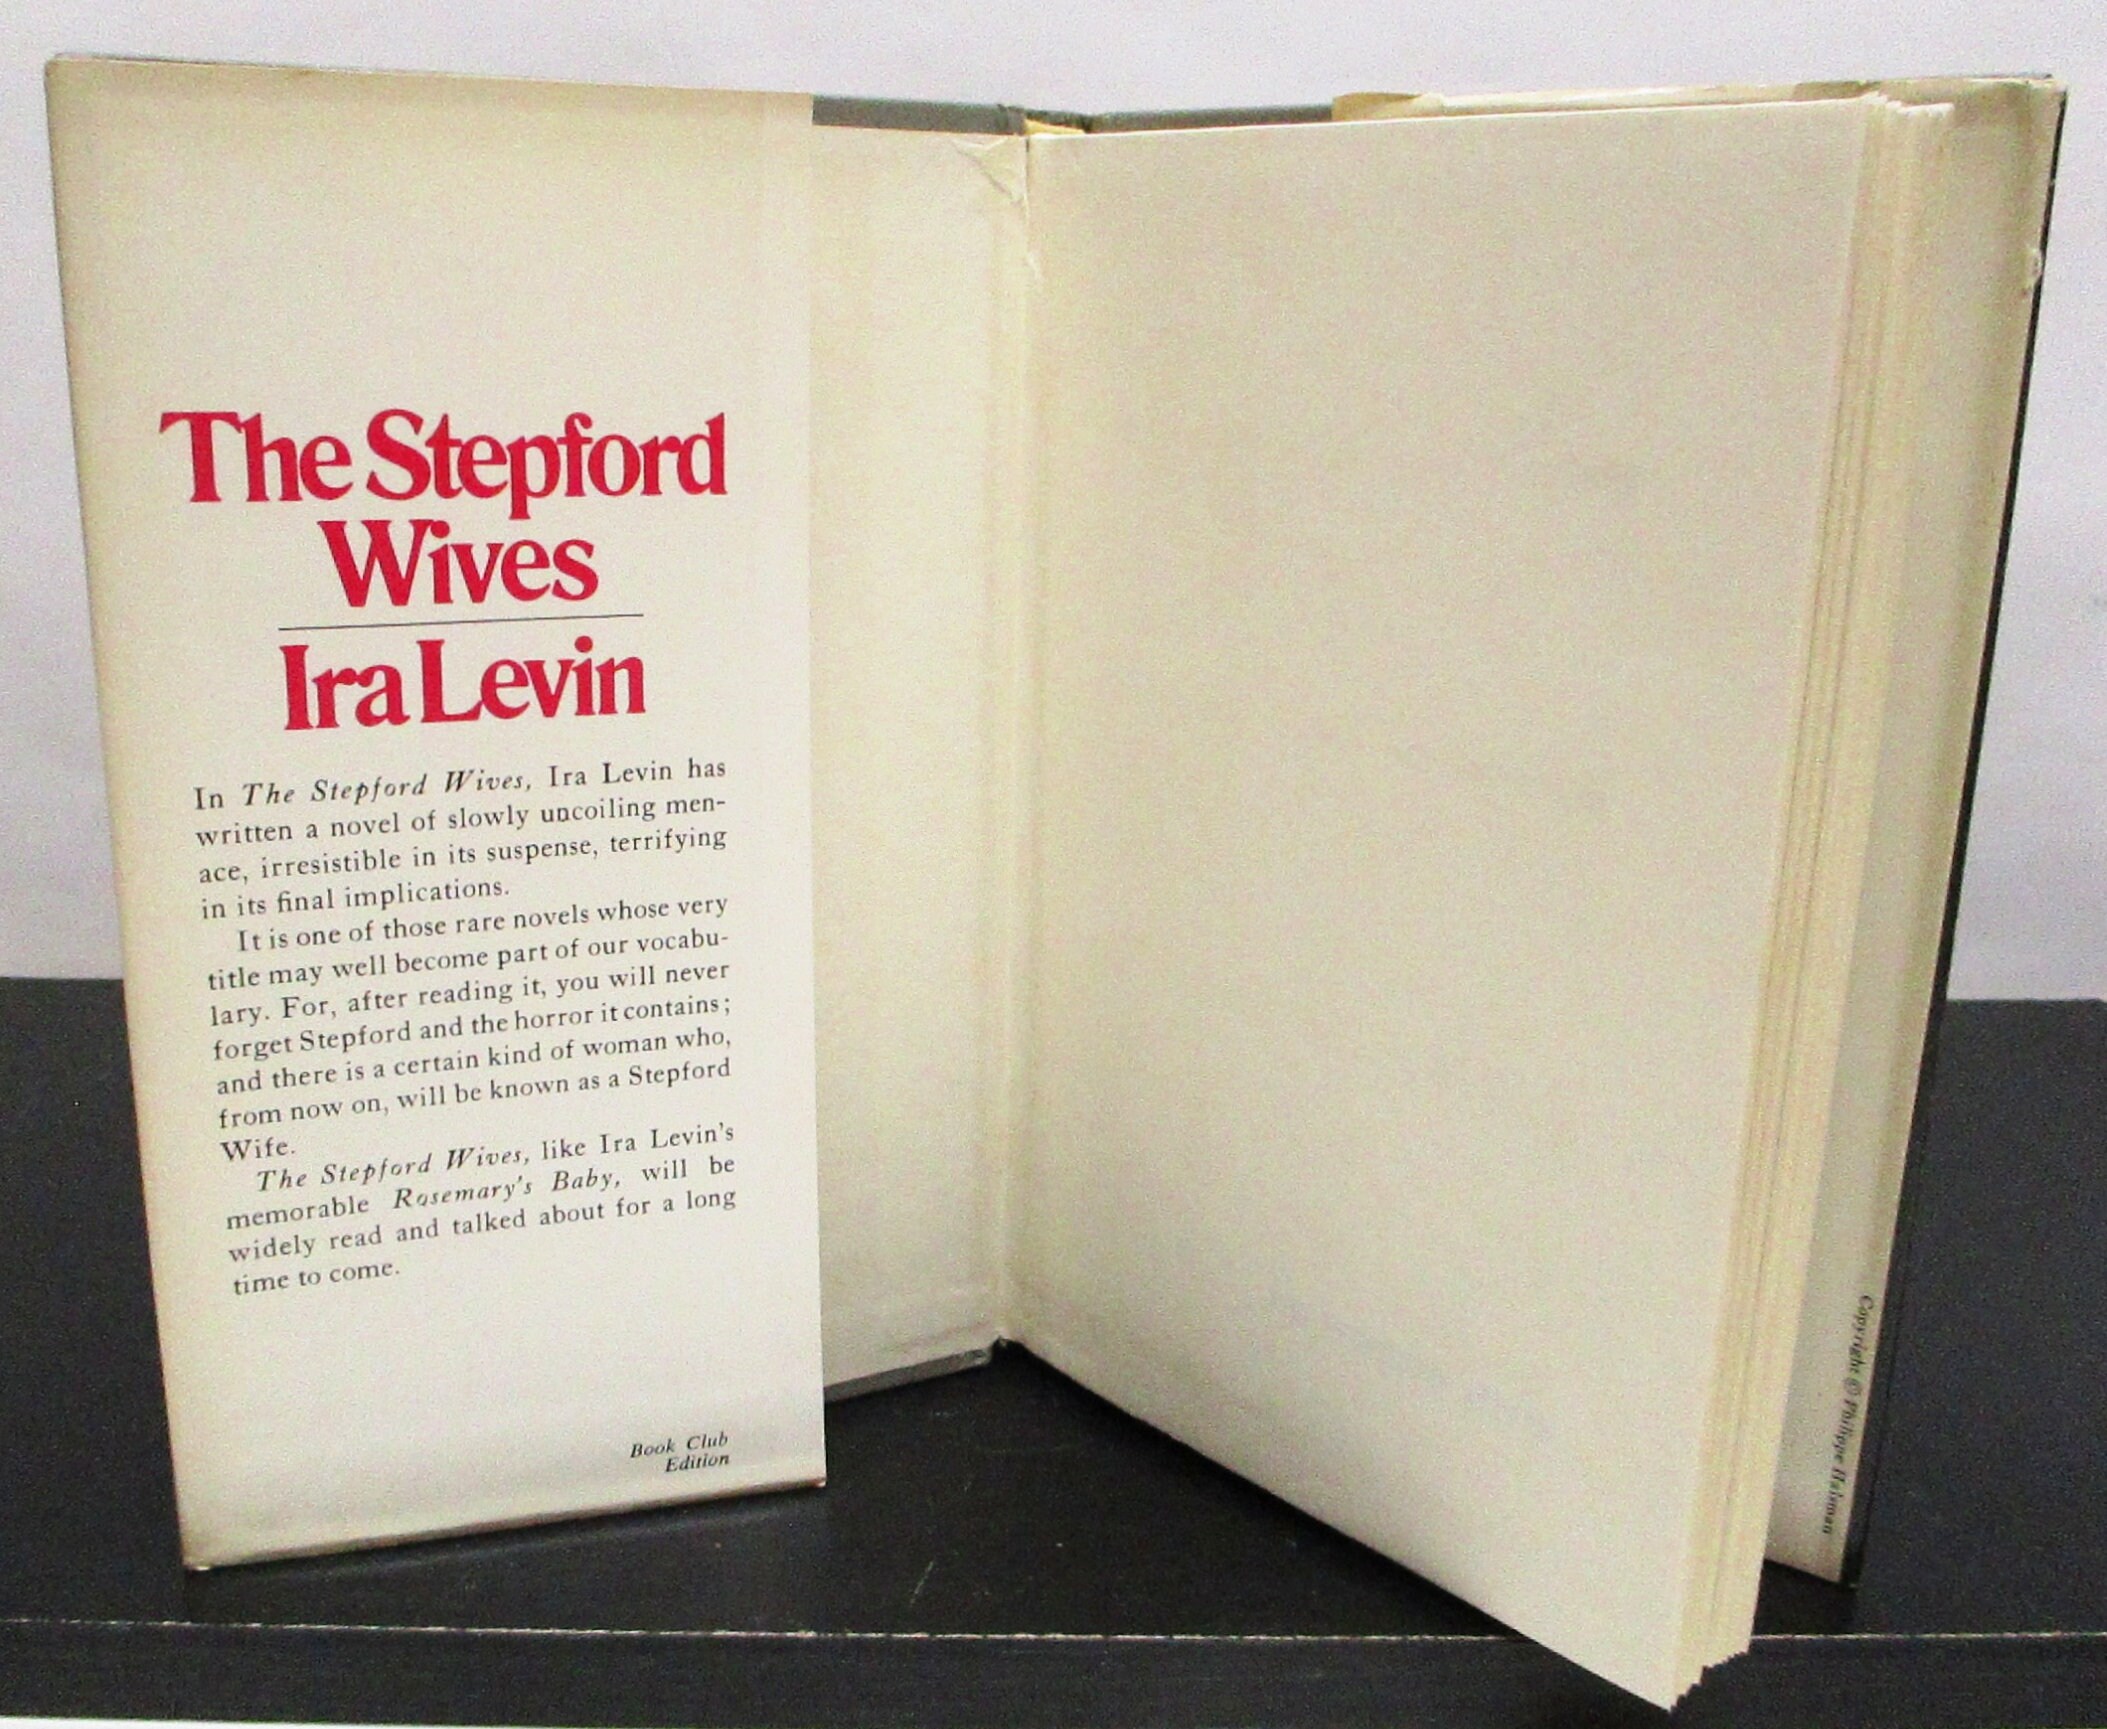 The Stepford
Wives
Ira Levin
In The Stepford Wives, Ira Levin has
written a novel of slowly uncoiling men-
ace, irresistible in its suspense, terrifying
in its final implications.
It is one of those rare novels whose very
title may well become part of our vocabu-
lary. For, after reading it, you will never
forget Stepford and the horror it contains;
and there is a certain kind of woman who,
from now on, will be known as a Stepford
Wife.
The Stepford Wives, like Ira Levin's
memorable Rosemary's Baby, will be
widely read and talked about for a long
time to come.
Book Club
Edition
Copyright © Philippe Halsman